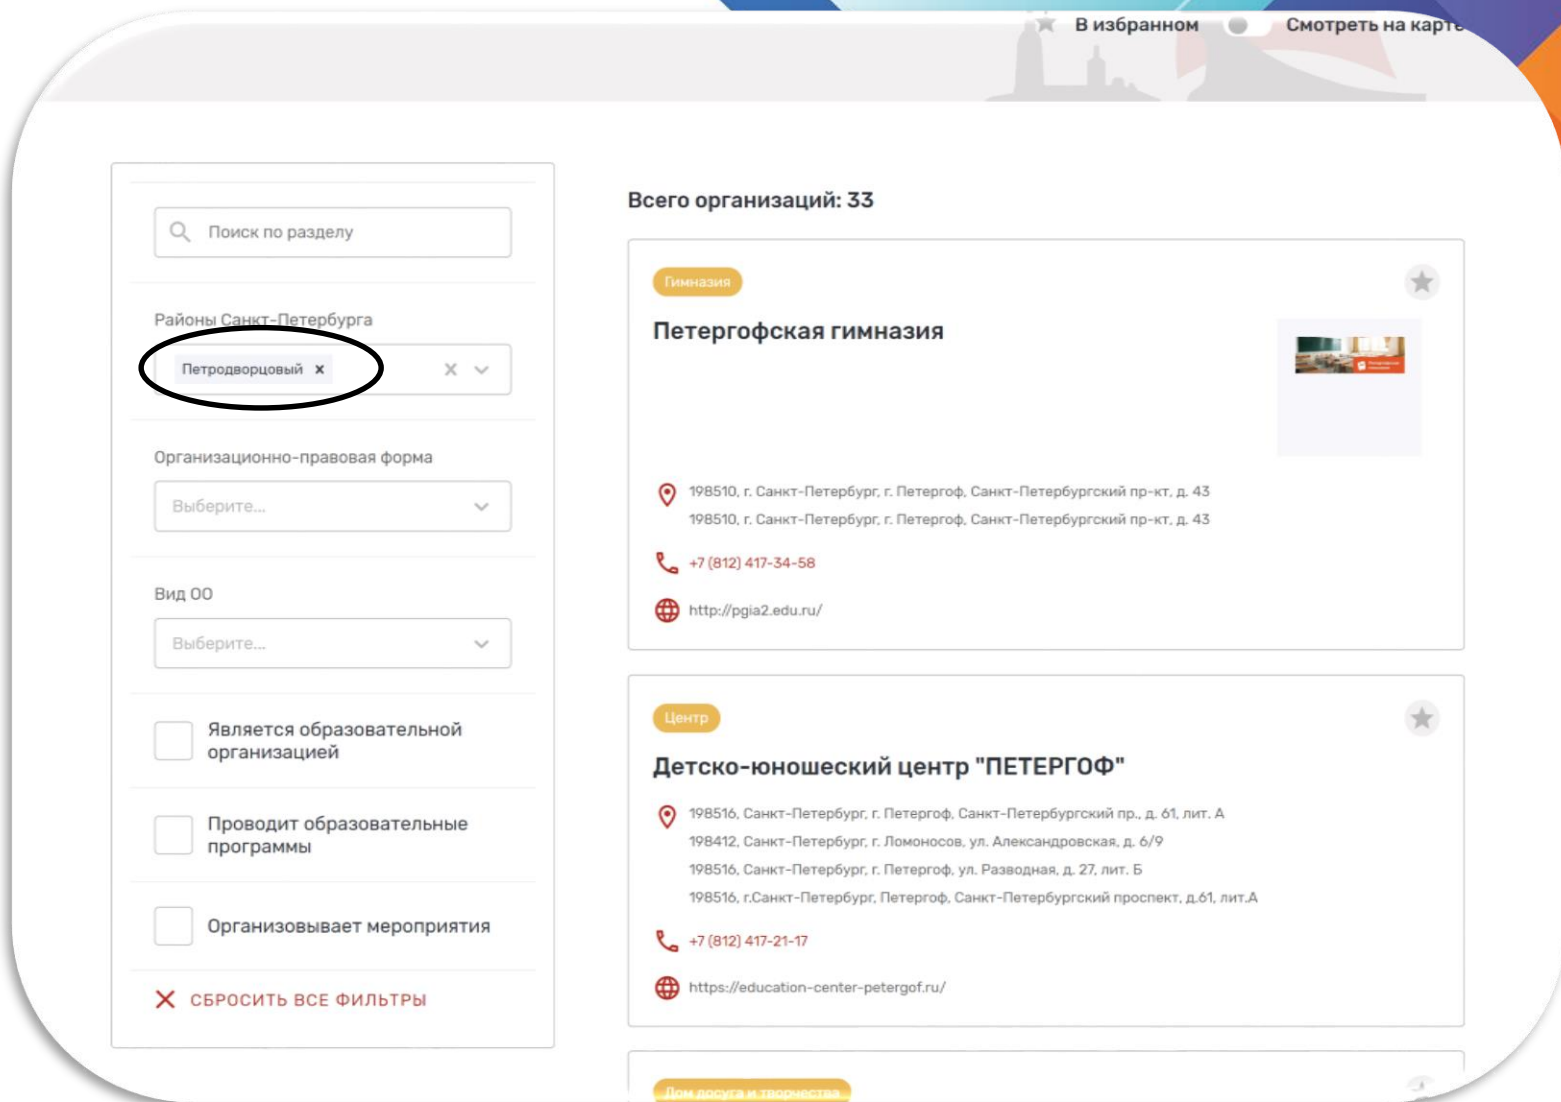 В избранном
Смотреть на карте
Поиск по разделу
Районы Санкт-Петербурга
Петродворцовый x
Организационно-правовая форма
Выберите...
Вид ОО
Выберите...
Является образовательной
организацией
Проводит образовательные
программы
Организовывает мероприятия
СБРОСИТЬ ВСЕ ФИЛЬТРЫ
Всего организаций: 33
Гимназия
Петергофская гимназия
198510, г. Санкт-Петербург, г. Петергоф, Санкт-Петербургский пр-кт, д. 43
198510, г. Санкт-Петербург, г. Петергоф, Санкт-Петербургский пр-кт, д. 43
+7 (812) 417-34-58
http://pgia2.edu.ru/
Центр
Детско-юношеский центр "ПЕТЕРГОФ"
198516, Санкт-Петербург, г. Петергоф, Санкт-Петербургский пр., д. 61, лит. А
198412, Санкт-Петербург, г. Ломоносов, ул. Александровская, д. 6/9
198516, Санкт-Петербург, г. Петергоф, ул. Разводная, д. 27, лит. Б
198516, г.Санкт-Петербург, Петергоф, Санкт-Петербургский проспект, д.61, лит.А
+7 (812) 417-21-17
https://education-center-petergof.ru/
Дом досуга и творчества